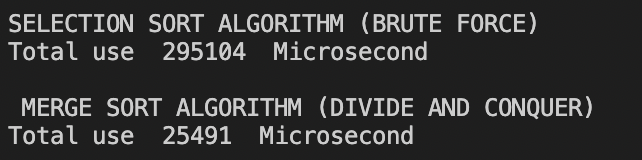 SELECTION SORT ALGORITHM (BRUTE FORCE)
Total use  295104  Microsecond
 MERGE SORT ALGORITHM (DIVIDE AND CONQUER)
Total use  25491  Microsecond